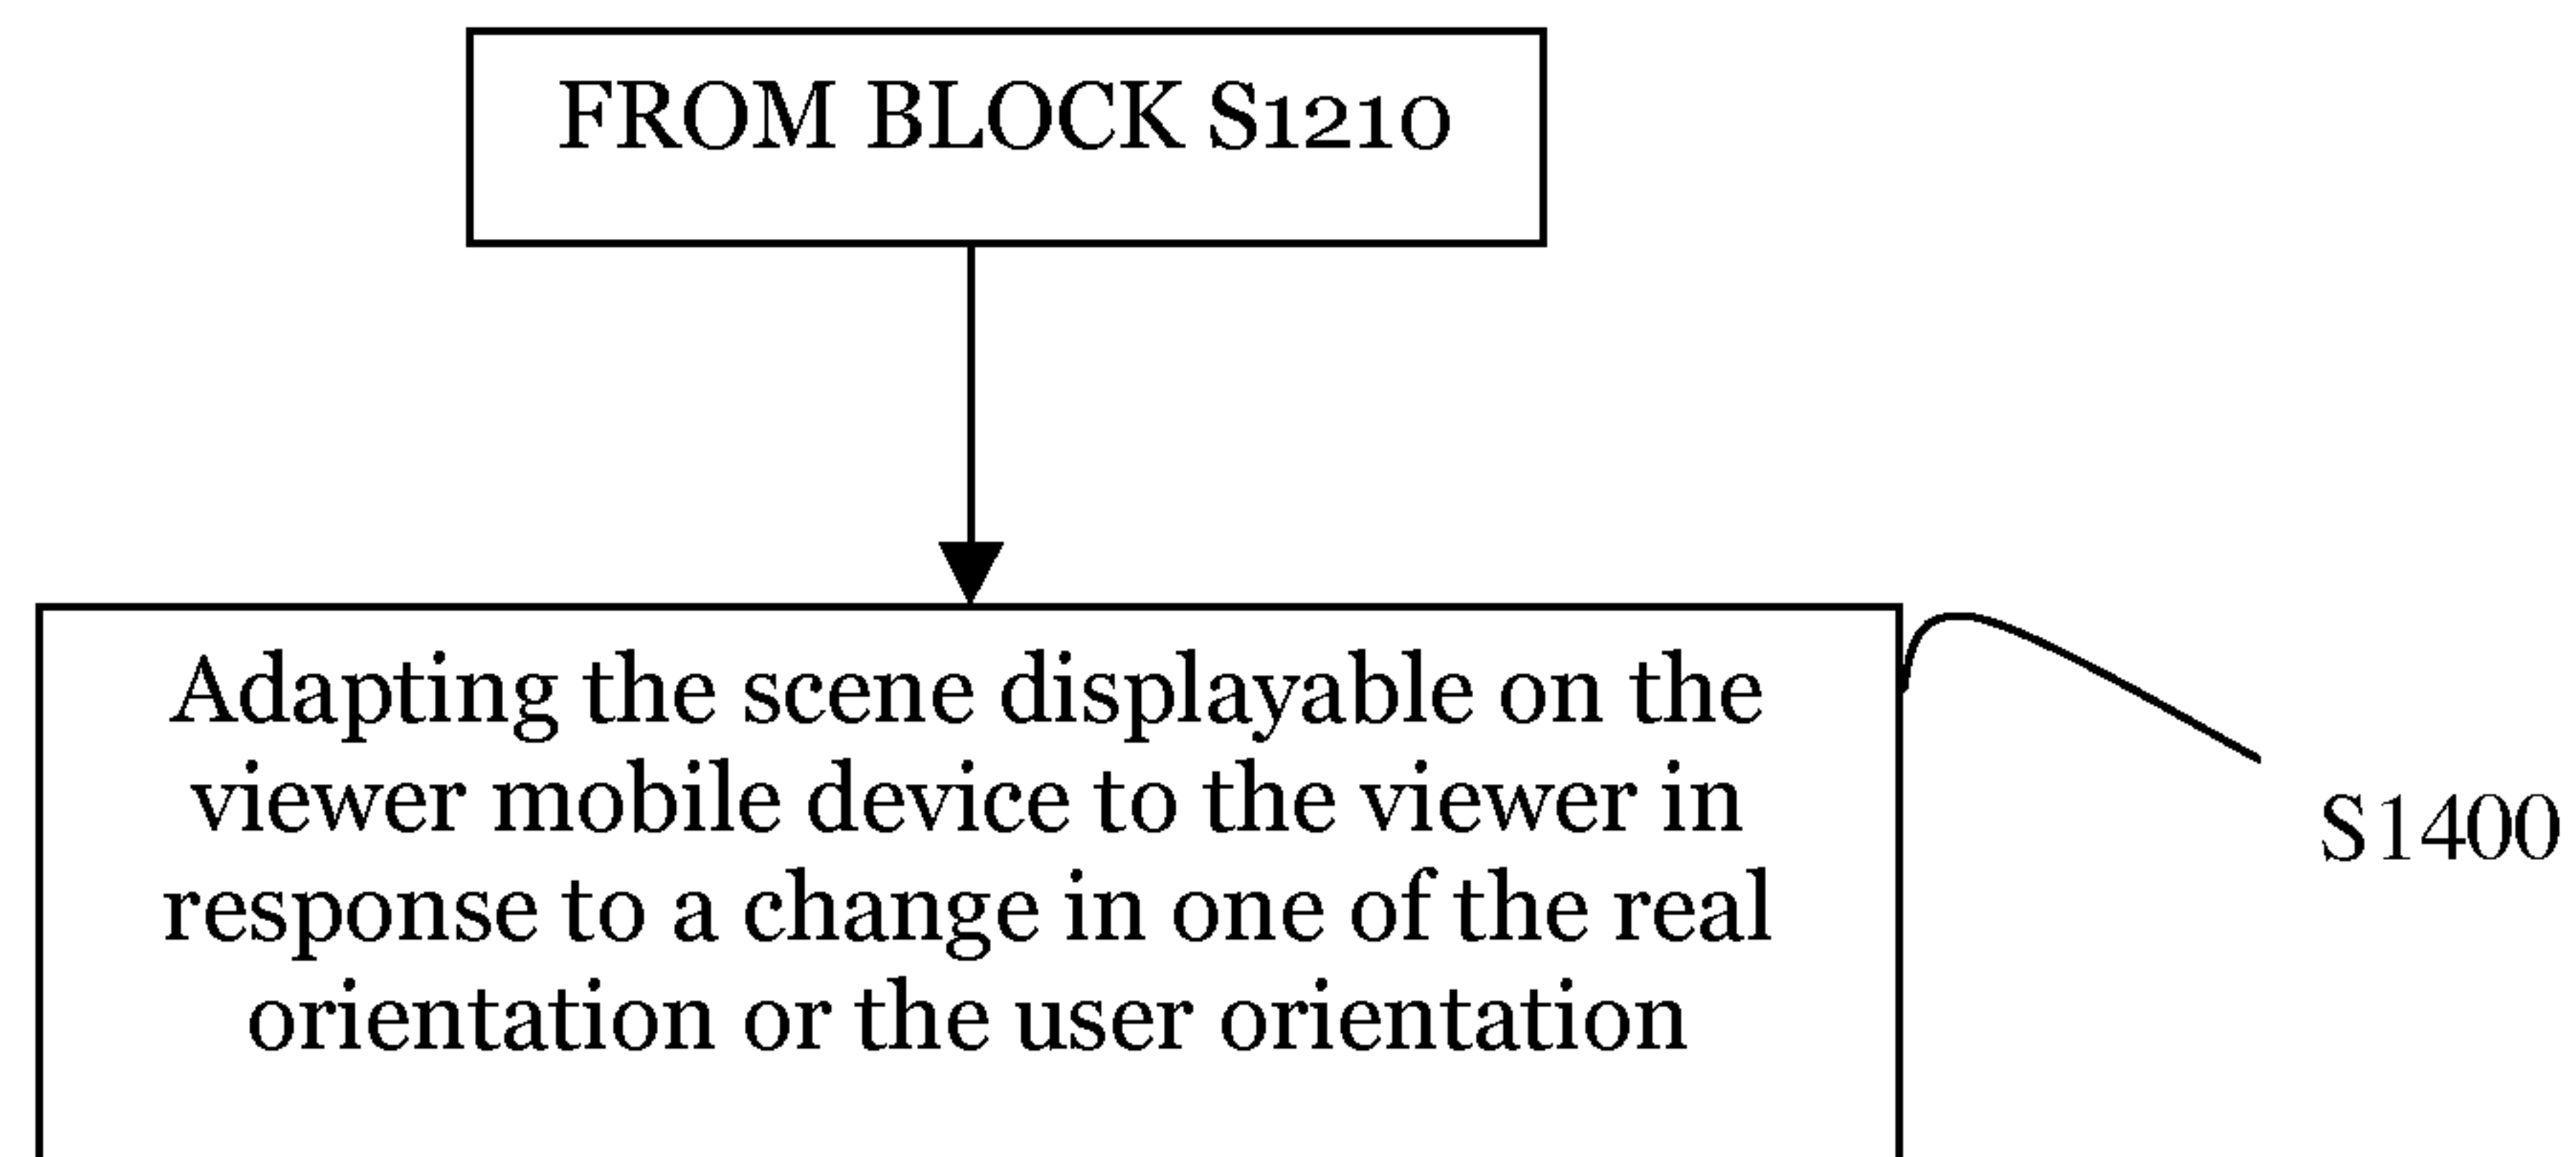 FROM BLOCK S1210
Adapting the scene displayable on the
viewer mobile device to the viewer in
response to a change in one of the real
orientation or the user orientation
S1400